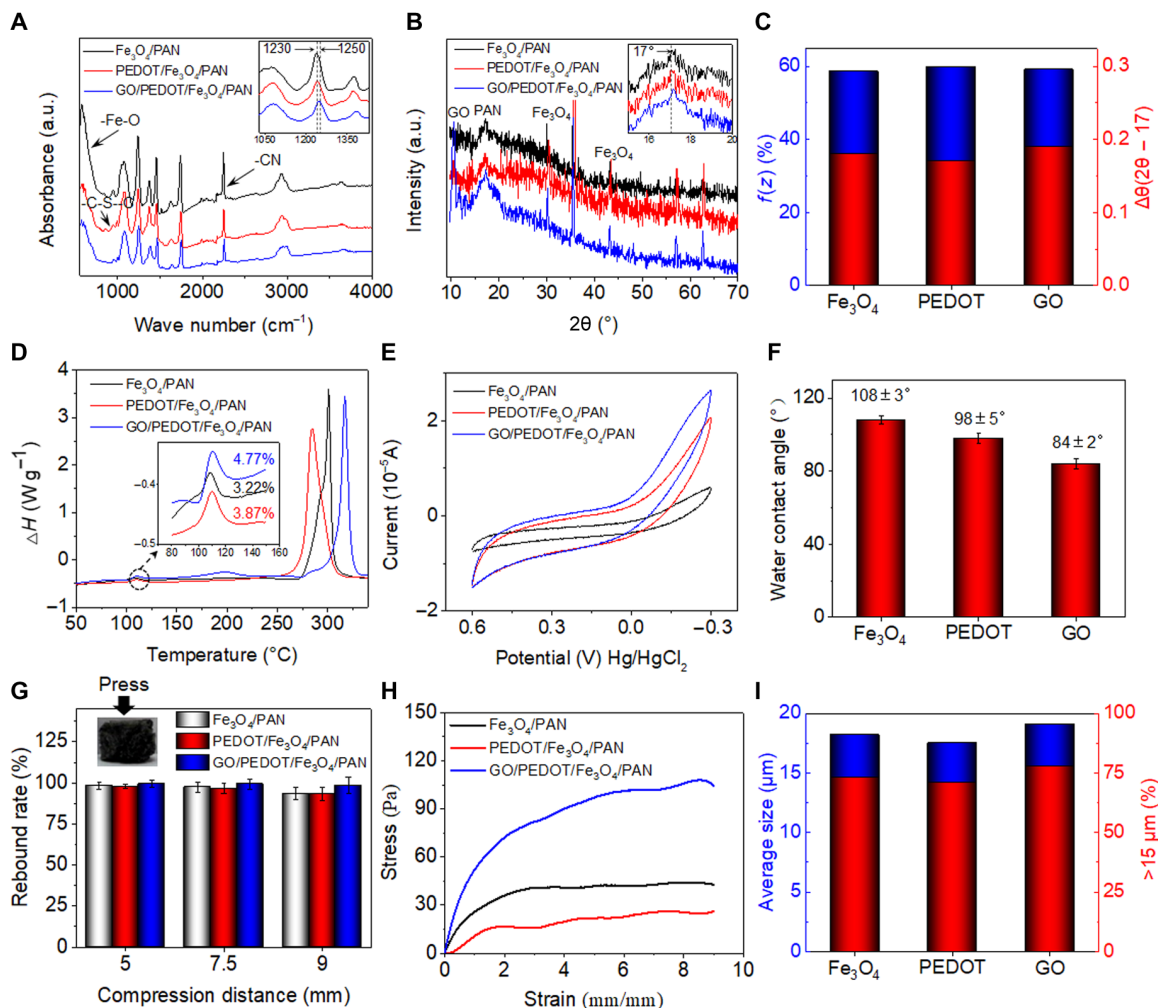 A
Absorbance (a.u.)
Fe3O4/PAN
PEDOT/Fe3O4/PAN
GO/PEDOT/Fe3O4/PAN
1230 1250
1050 1200 1350
-Fe-O
-CN
-C-S--O
1000 2000 3000 4000
Wave number (cm⁻¹)
B
Intensity (a.u.)
Fe3O4/PAN
PEDOT/Fe3O4/PAN
GO/PEDOT/Fe3O4/PAN
17°
16 18 20
GO PAN
Fe3O4
Fe3O4
10 20 30 40 50 60 70
2θ (°)
C
f(z) (%)
60
40
20
0
0.3
0.2
0.1
0.0
Δθ(2θ − 17)
Fe3O4 PEDOT GO
D
△H (W g⁻¹)
4
3
2
1
0
−1
Fe3O4/PAN
PEDOT/Fe3O4/PAN
GO/PEDOT/Fe3O4/PAN
4.77%
3.22%
3.87%
−0.4
−0.5
80 100 120 140 160
50 100 150 200 250 300
Temperature (°C)
E
Current (10⁻⁵A)
2
0
−2
Fe3O4/PAN
PEDOT/Fe3O4/PAN
GO/PEDOT/Fe3O4/PAN
0.6 0.3 0.0 −0.3
Potential (V) Hg/HgCl2
F
Water contact angle (°)
120
80
40
0
108±3°
98±5°
84±2°
Fe3O4 PEDOT GO
G
Press
Rebound rate (%)
125
100
75
50
25
0
Fe3O4/PAN
PEDOT/Fe3O4/PAN
GO/PEDOT/Fe3O4/PAN
5 7.5 9
Compression distance (mm)
H
Stress (Pa)
150
120
90
60
30
0
Fe3O4/PAN
PEDOT/Fe3O4/PAN
GO/PEDOT/Fe3O4/PAN
0 2 4 6 8 10
Strain (mm/mm)
I
Average size (μm)
20
15
10
5
0
100
75
50
25
0
>15 μm (%)
Fe3O4 PEDOT GO